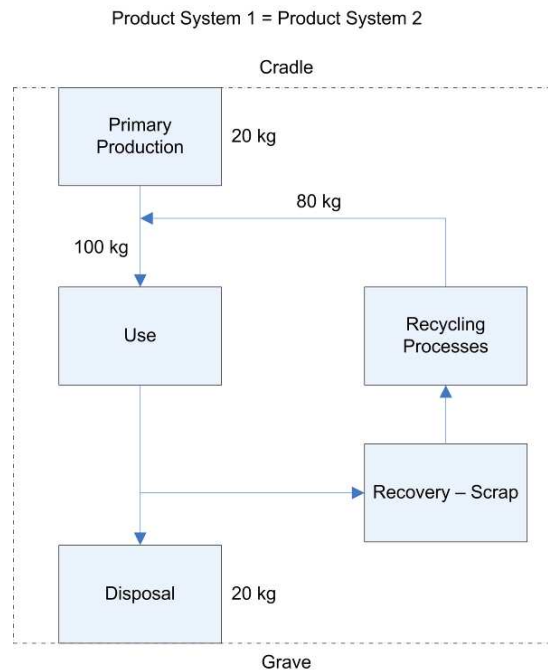 Product System 1 = Product System 2
Cradle
Primary
Production
20 kg
80 kg
100 kg
Use
Recycling
Processes
Recovery – Scrap
Disposal
20 kg
Grave